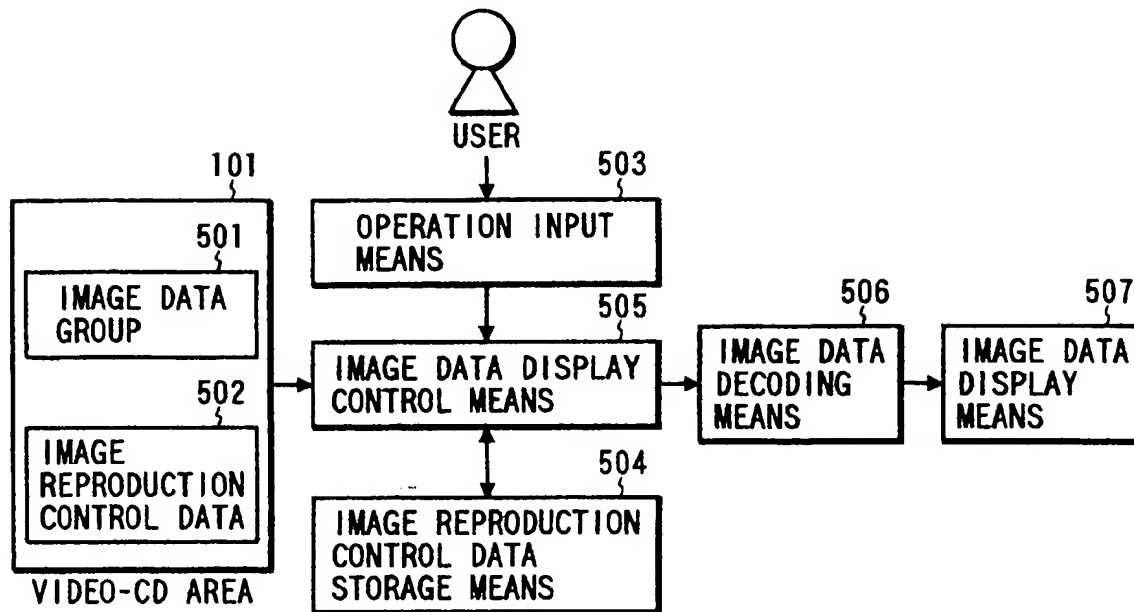 USER
101
503
501
OPERATION INPUT
MEANS
IMAGE DATA
GROUP
505
506
507
502
IMAGE DATA DISPLAY
CONTROL MEANS
IMAGE DATA
DECODING
MEANS
IMAGE DATA
DISPLAY
MEANS
IMAGE
REPRODUCTION
CONTROL DATA
504
IMAGE REPRODUCTION
CONTROL DATA
STORAGE MEANS
VIDEO-CD AREA